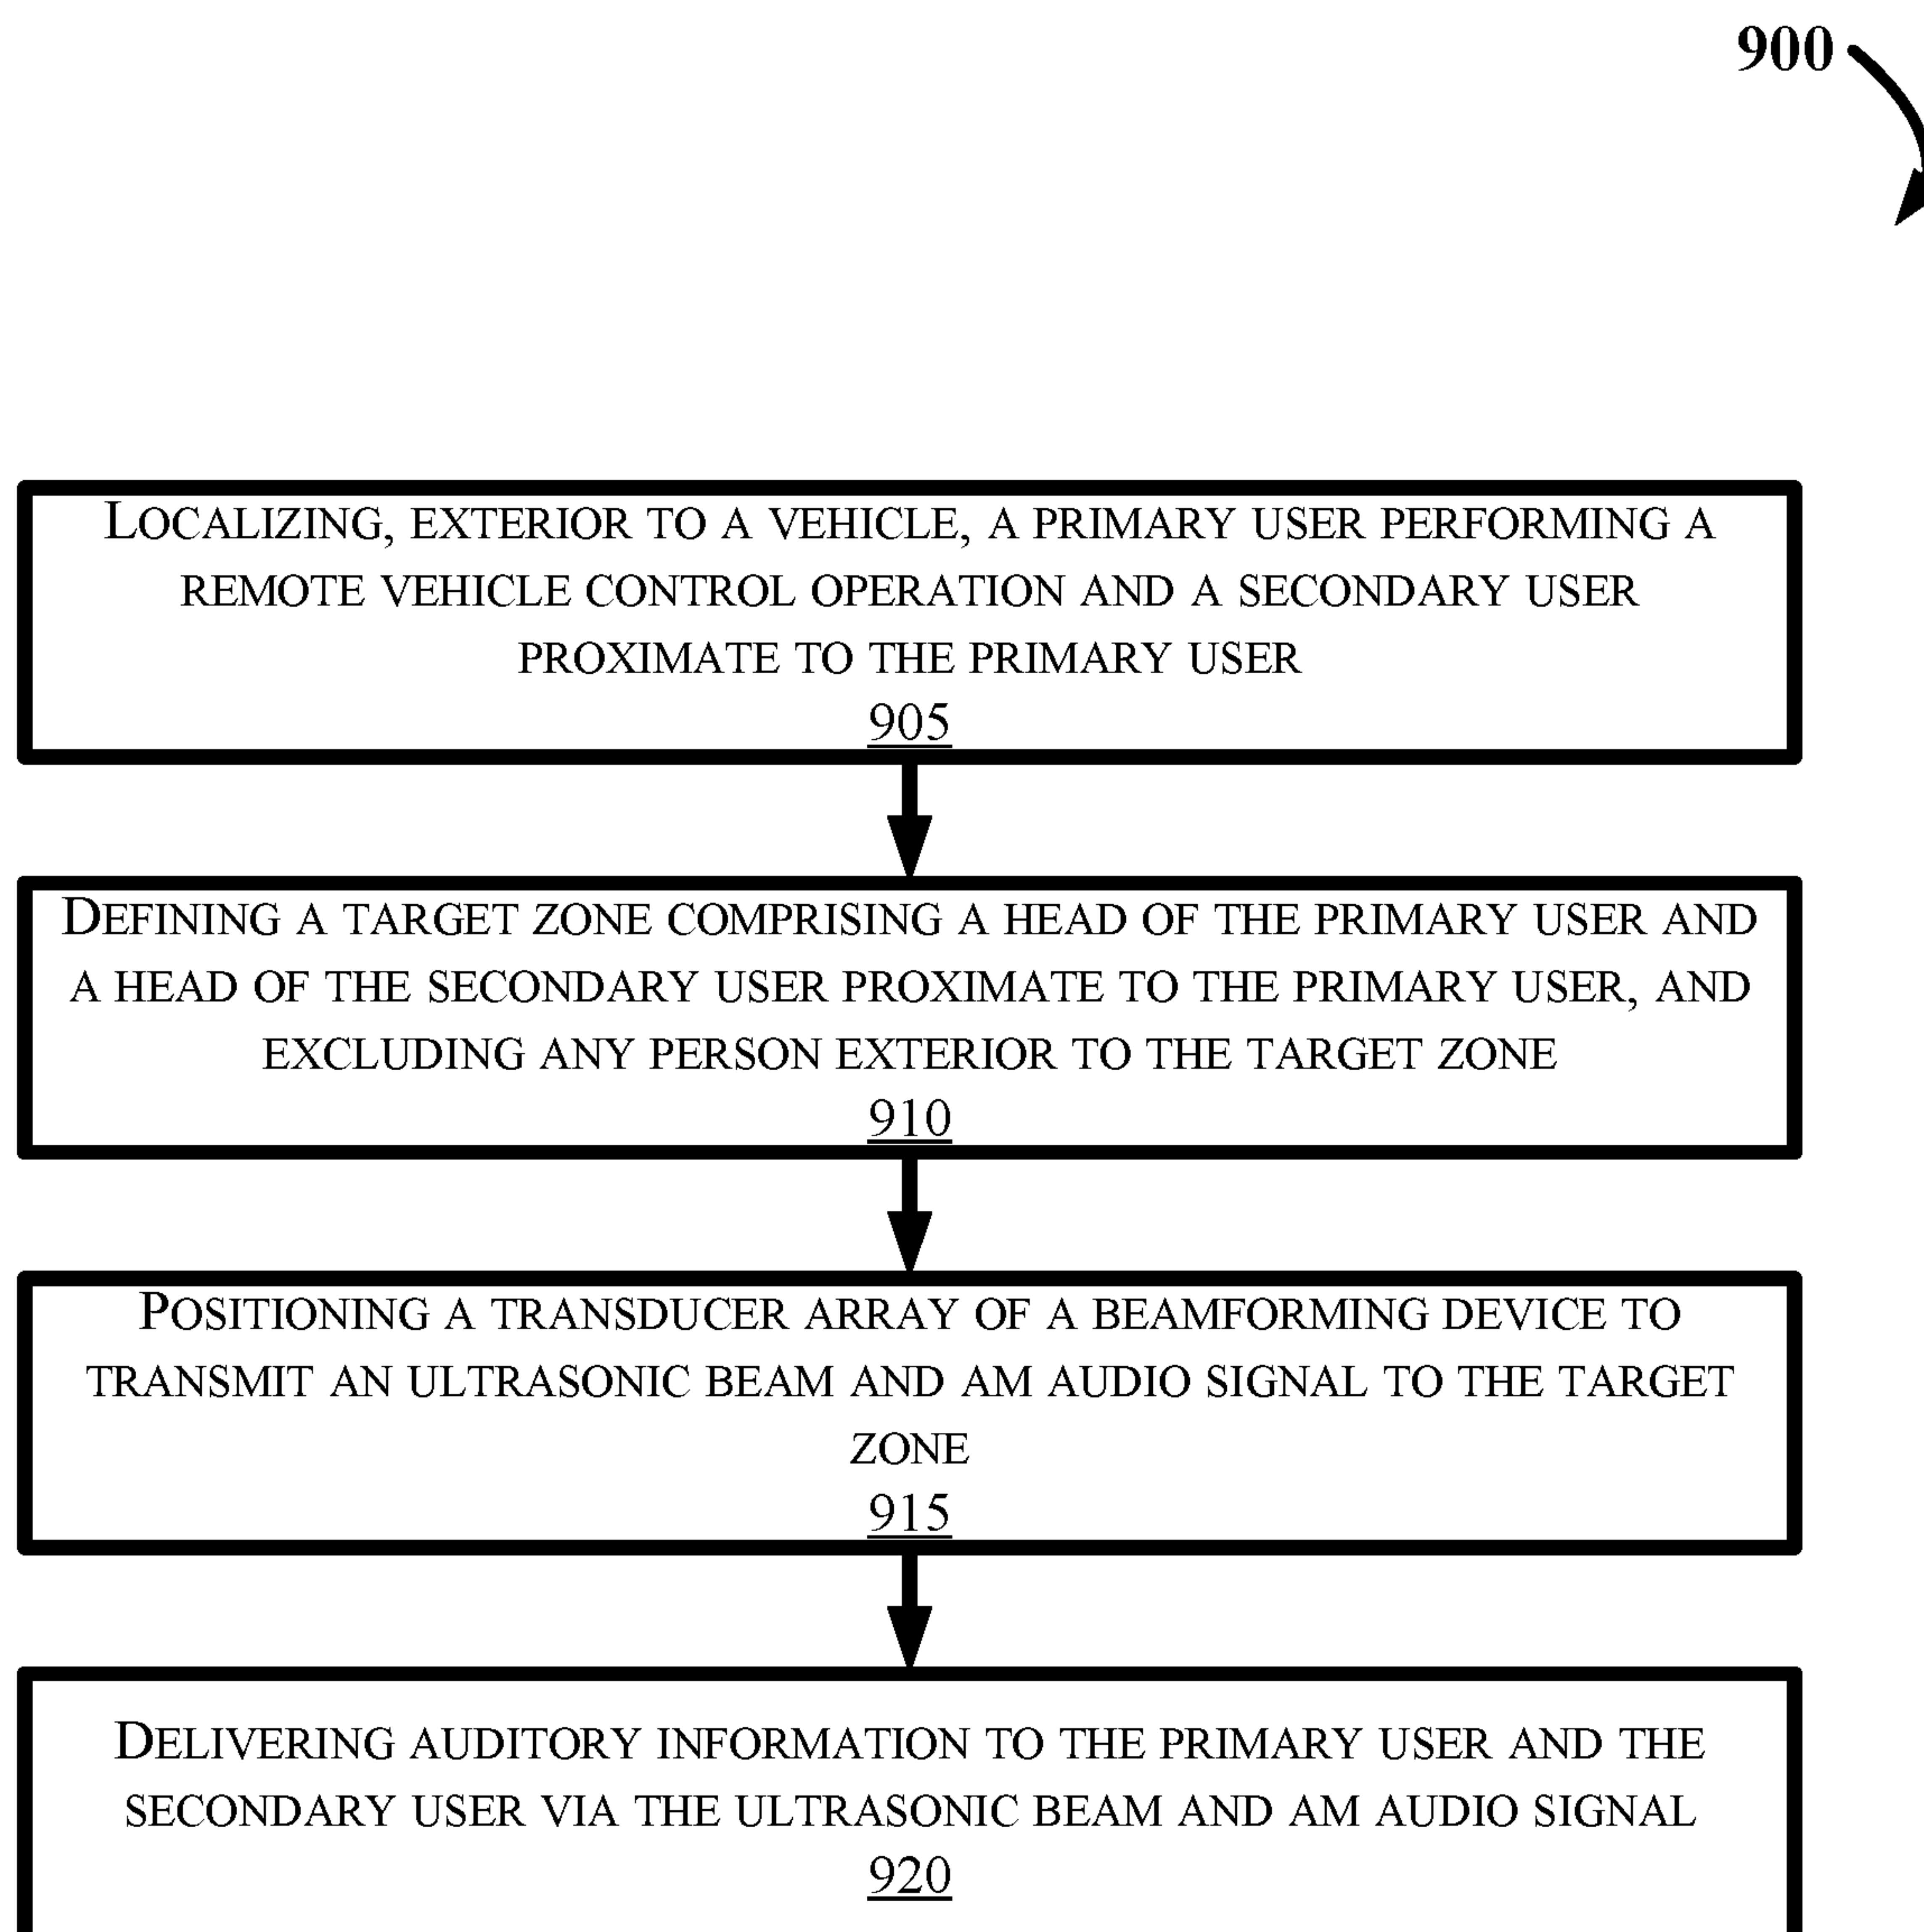 900
Localizing, exterior to a vehicle, a primary user performing a
remote vehicle control operation and a secondary user
proximate to the primary user
905
Defining a target zone comprising a head of the primary user and
a head of the secondary user proximate to the primary user, and
excluding any person exterior to the target zone
910
Positioning a transducer array of a beamforming device to
transmit an ultrasonic beam and am audio signal to the target
zone
915
Delivering auditory information to the primary user and the
secondary user via the ultrasonic beam and am audio signal
920